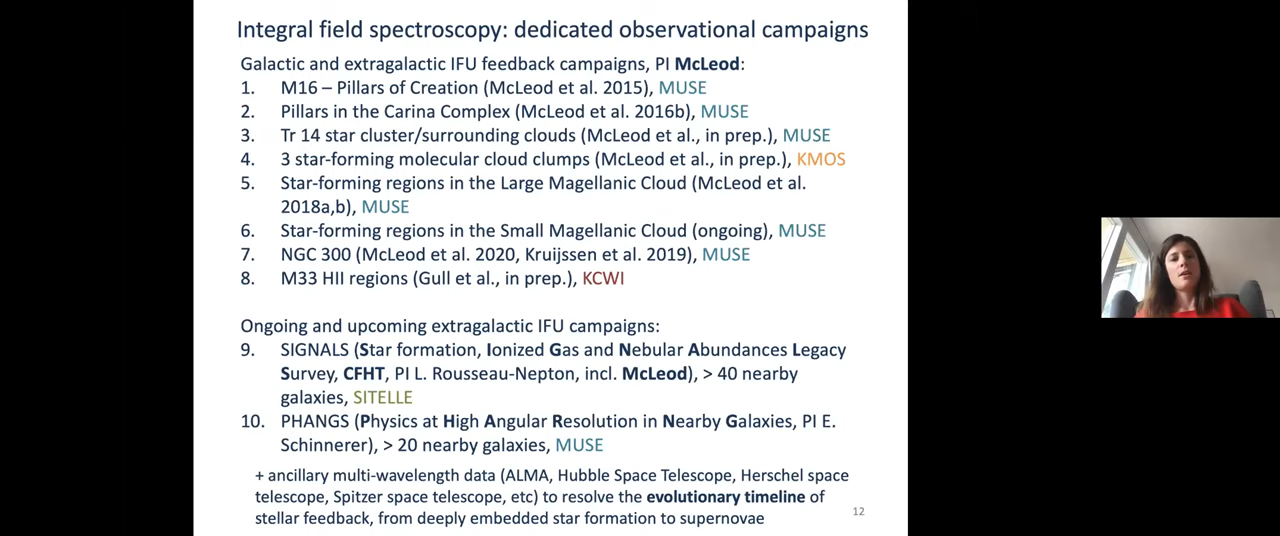 Integral field spectroscopy: dedicated observational campaigns
Galactic and extragalactic IFU feedback campaigns, PI McLeod:
1. M16 – Pillars of Creation (McLeod et al. 2015), MUSE
2. Pillars in the Carina Complex (McLeod et al. 2016b), MUSE
3. Tr 14 star cluster/surrounding clouds (McLeod et al., in prep.), MUSE
4. 3 star-forming molecular cloud clumps (McLeod et al., in prep.), KMOS
5. Star-forming regions in the Large Magellanic Cloud (McLeod et al.
2018a,b), MUSE
6. Star-forming regions in the Small Magellanic Cloud (ongoing), MUSE
7. NGC 300 (McLeod et al. 2020, Kruijssen et al. 2019), MUSE
8. M33 HII regions (Gull et al., in prep.), KCWI
Ongoing and upcoming extragalactic IFU campaigns:
9. SIGNALS (Star formation, Ionized Gas and Nebular Abundances Legacy
Survey, CFHT, PI L. Rousseau-Nepton, incl. McLeod), > 40 nearby
galaxies, SITELLE
10. PHANGS (Physics at High Angular Resolution in Nearby Galaxies, PI E.
Schinnerer), > 20 nearby galaxies, MUSE
+ ancillary multi-wavelength data (ALMA, Hubble Space Telescope, Herschel space
telescope, Spitzer space telescope, etc) to resolve the evolutionary timeline of
stellar feedback, from deeply embedded star formation to supernovae
12